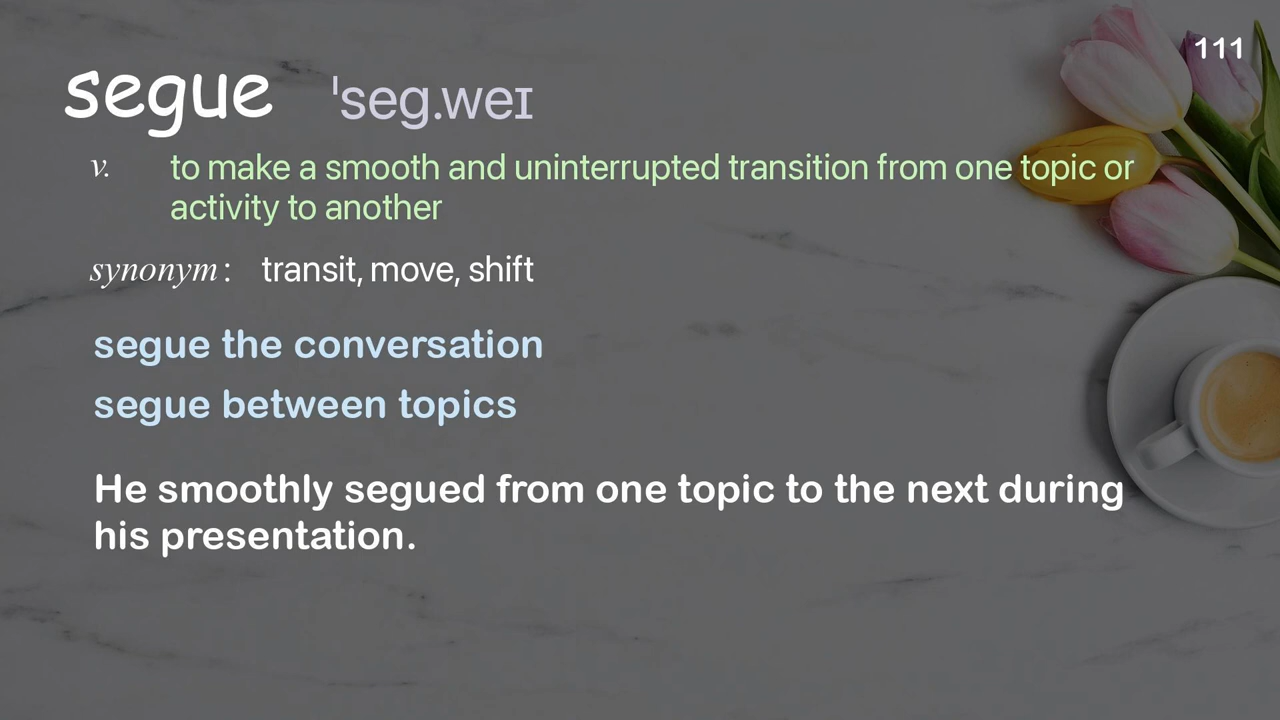 111
segue ˈseg.weɪ
v. to make a smooth and uninterrupted transition from one topic or
activity to another
synonym: transit, move, shift
segue the conversation
segue between topics
He smoothly segued from one topic to the next during
his presentation.